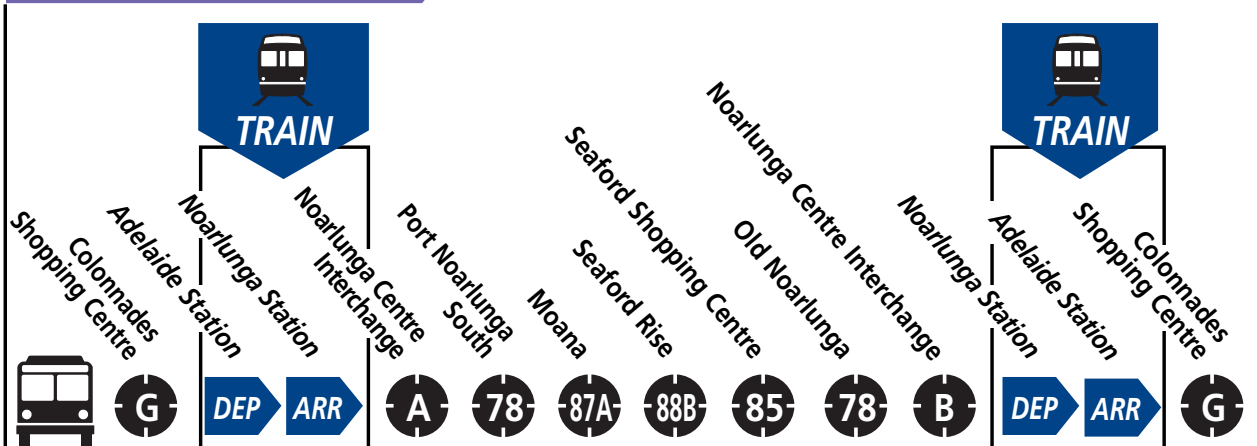 TRAIN
TRAIN
Colonnades
Shopping Centre
Adelaide Station
Noarlunga Station
Noarlunga Centre
Interchange
Port Noarlunga
South
Moana
Seaford Rise
Seaford Shopping Centre
Old Noarlunga
Noarlunga Centre Interchange
Noarlunga Station
Adelaide Station
Colonnades
Shopping Centre
G
DEP
ARR
A
78
87A
88B
85
78
B
DEP
ARR
G